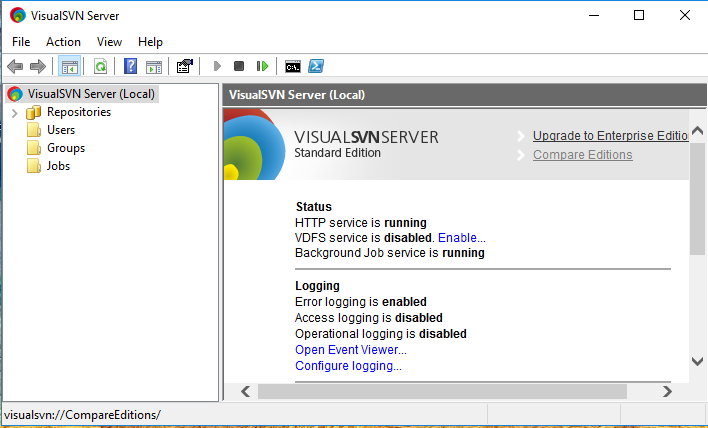 VisualSVN Server
File Action View Help
VisualSVN Server (Local)
Repositories
Users
Groups
Jobs
VisualSVN Server (Local)
VISUALSVNSERVER
Standard Edition
Upgrade to Enterprise Editio
Compare Editions
Status
HTTP service is running
VDFS service is disabled. Enable...
Background Job service is running
Logging
Error logging is enabled
Access logging is disabled
Operational logging is disabled
Open Event Viewer...
Configure logging...
visualsvn://CompareEditions/